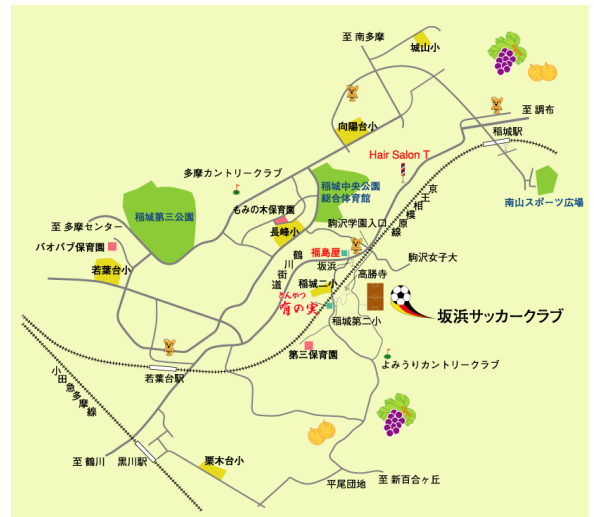 至 南多摩
城山小
至 調布
向陽台小
稲城駅
Hair Salon T
多摩カントリークラブ
稲城中央公園
総合体育館
京王相模原線
南山スポーツ広場
もみの木保育園
稲城第三公園
駒沢学園入口
至 多摩センター
長峰小
バオバブ保育園
鶴川街道
福島屋
坂浜
駒沢女子大
若葉台小
高勝寺
稲城二小
とんかつ
有の実
坂浜サッカークラブ
稲城第二小
第三保育園
よみうりカントリークラブ
若葉台駅
小田急多摩線
至 鶴川
黒川駅
栗木台小
平尾団地
至 新百合ヶ丘